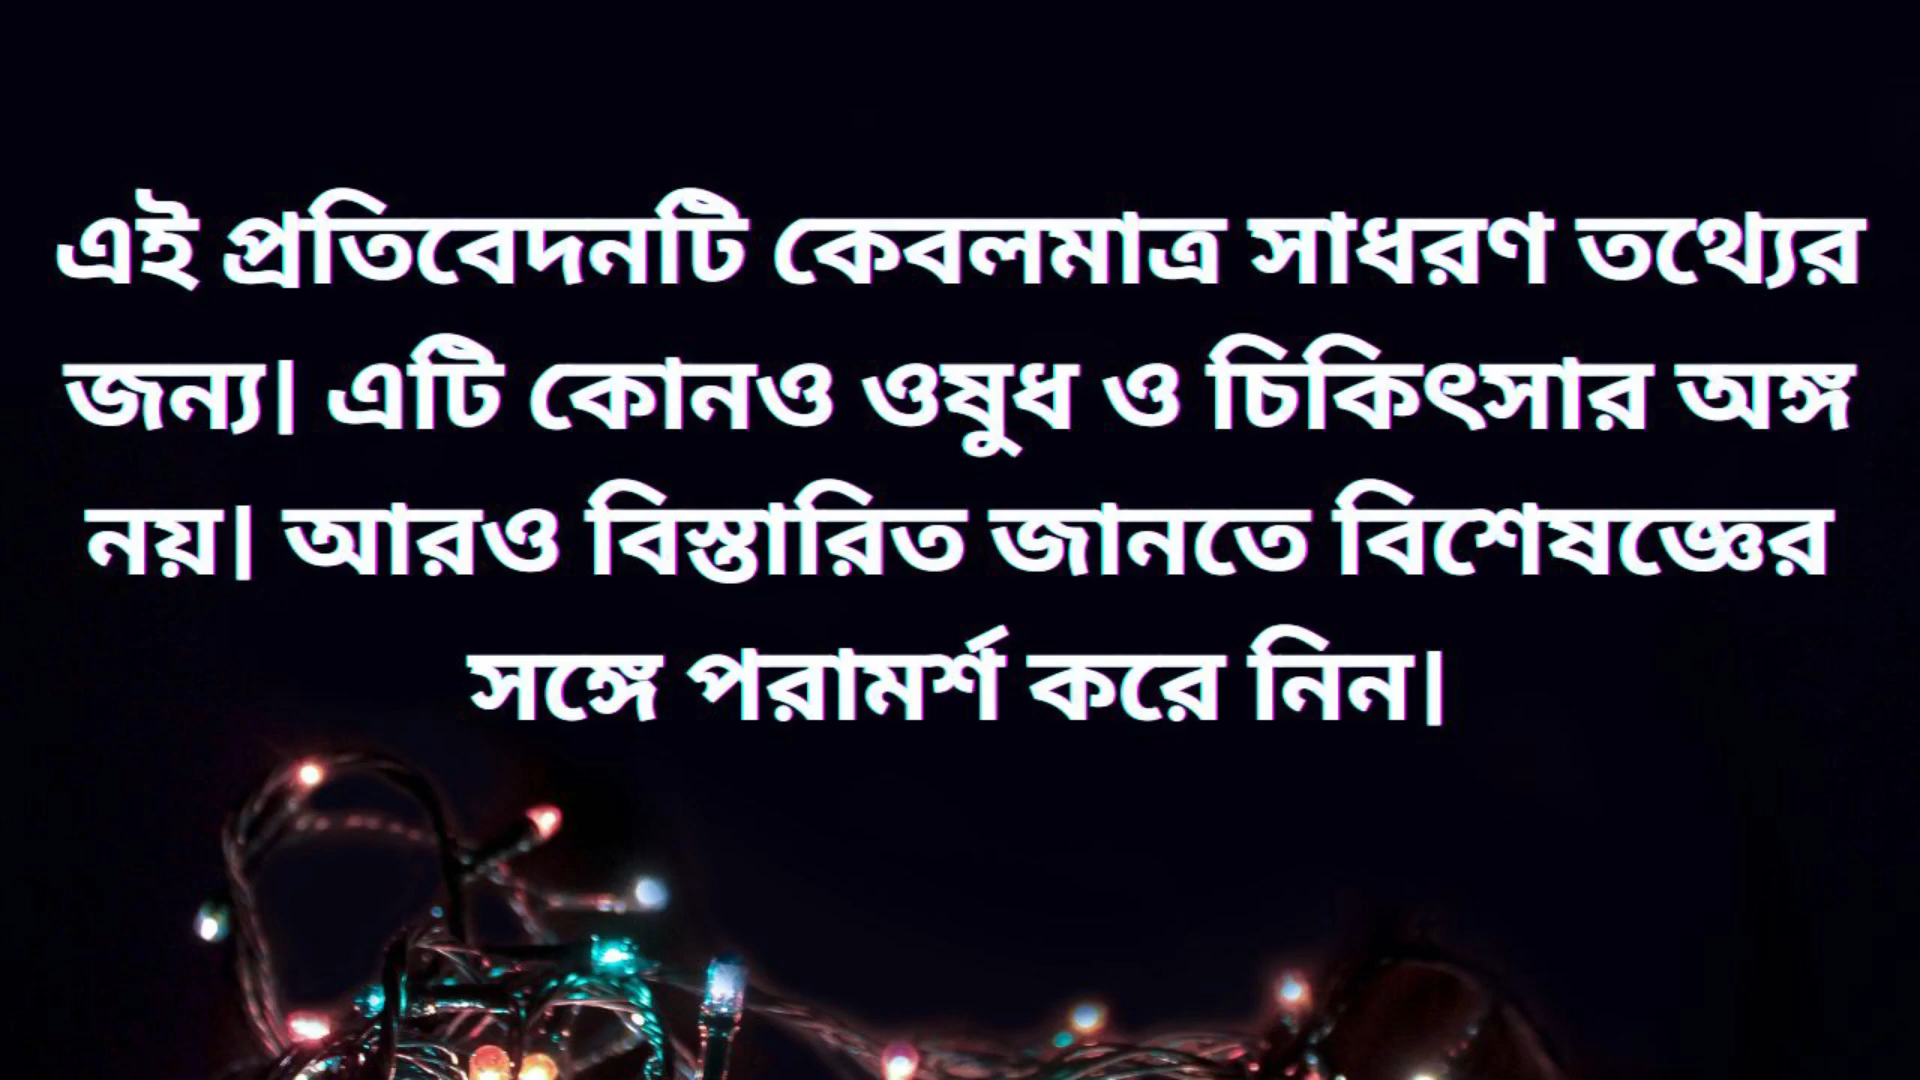 এই প্রতিবেদনটি কেবলমাত্র সাধরণ তথ্যের
জন্য। এটি কোনও ওষুধ ও চিকিৎসার অঙ্গ
নয়। আরও বিস্তারিত জানতে বিশেষজ্ঞের
সঙ্গে পরামর্শ করে নিন।